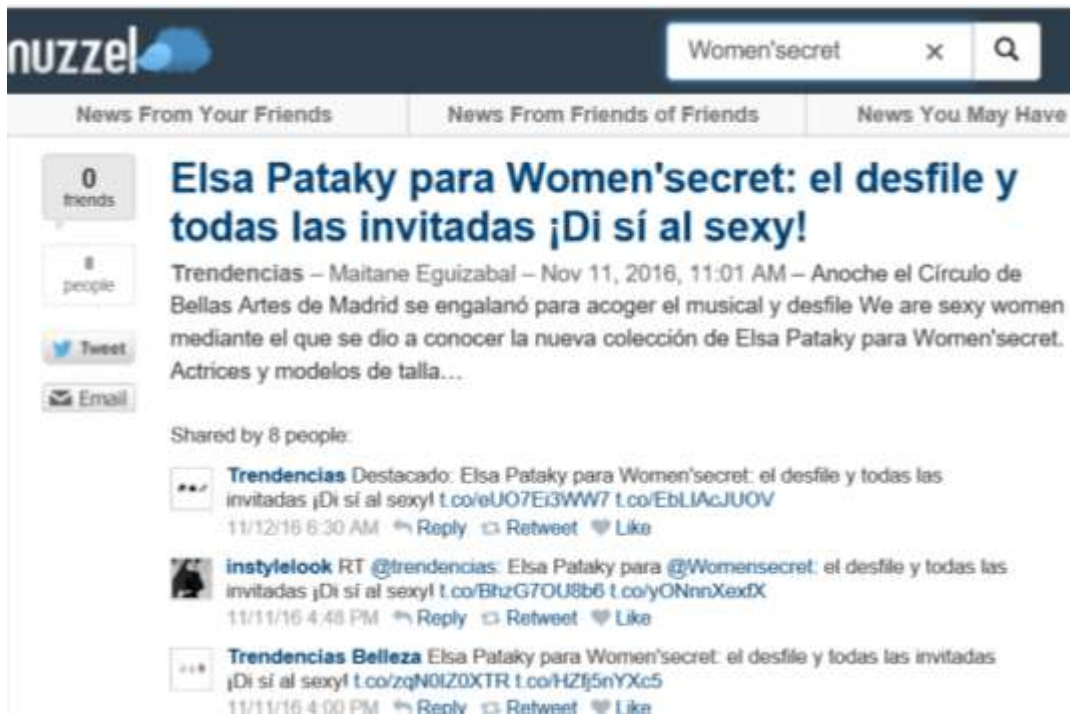 nuzzel
Women'secret
News From Your Friends
News From Friends of Friends
News You May Have
0
friends
8
people
Tweet
Email
Elsa Pataky para Women'secret: el desfile y
todas las invitadas ¡Di sí al sexy!
Trendencias – Maitane Eguizabal – Nov 11, 2016, 11:01 AM – Anoche el Círculo de
Bellas Artes de Madrid se engalanó para acoger el musical y desfile We are sexy women
mediante el que se dio a conocer la nueva colección de Elsa Pataky para Women'secret.
Actrices y modelos de talla…
Shared by 8 people:
Trendencias Destacado: Elsa Pataky para Women'secret: el desfile y todas las
invitadas ¡Di sí al sexy! t.co/eUO7Ei3WW7 t.co/EbLIAcJUOV
11/12/16 6:30 AM Reply Retweet Like
instylelook RT @trendencias: Elsa Pataky para @Womensecret: el desfile y todas las
invitadas ¡Di sí al sexy! t.co/BhzG7OU8b6 t.co/yONnnXexfX
11/11/16 4:48 PM Reply Retweet Like
Trendencias Belleza Elsa Pataky para Women'secret: el desfile y todas las invitadas
¡Di sí al sexy! t.co/zqN0IZ0XTR t.co/HZfj5nYXc5
11/11/16 4:00 PM Reply Retweet Like